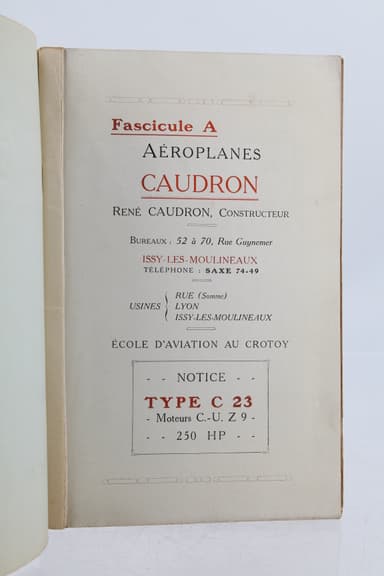 Fascicule A
AÉROPLANES
CAUDRON
RENÉ CAUDRON, CONSTRUCTEUR
BUREAUX : 52 à 70, Rue Guynemer
ISSY-LES-MOULINEAUX
TÉLÉPHONE : SAXE 74-49
USINES { RUE (Somme)
LYON
ISSY-LES-MOULINEAUX
ÉCOLE D'AVIATION AU CROTOY
- - NOTICE - -
TYPE C 23
- Moteurs C.-U. Z 9 -
- - 250 HP - -